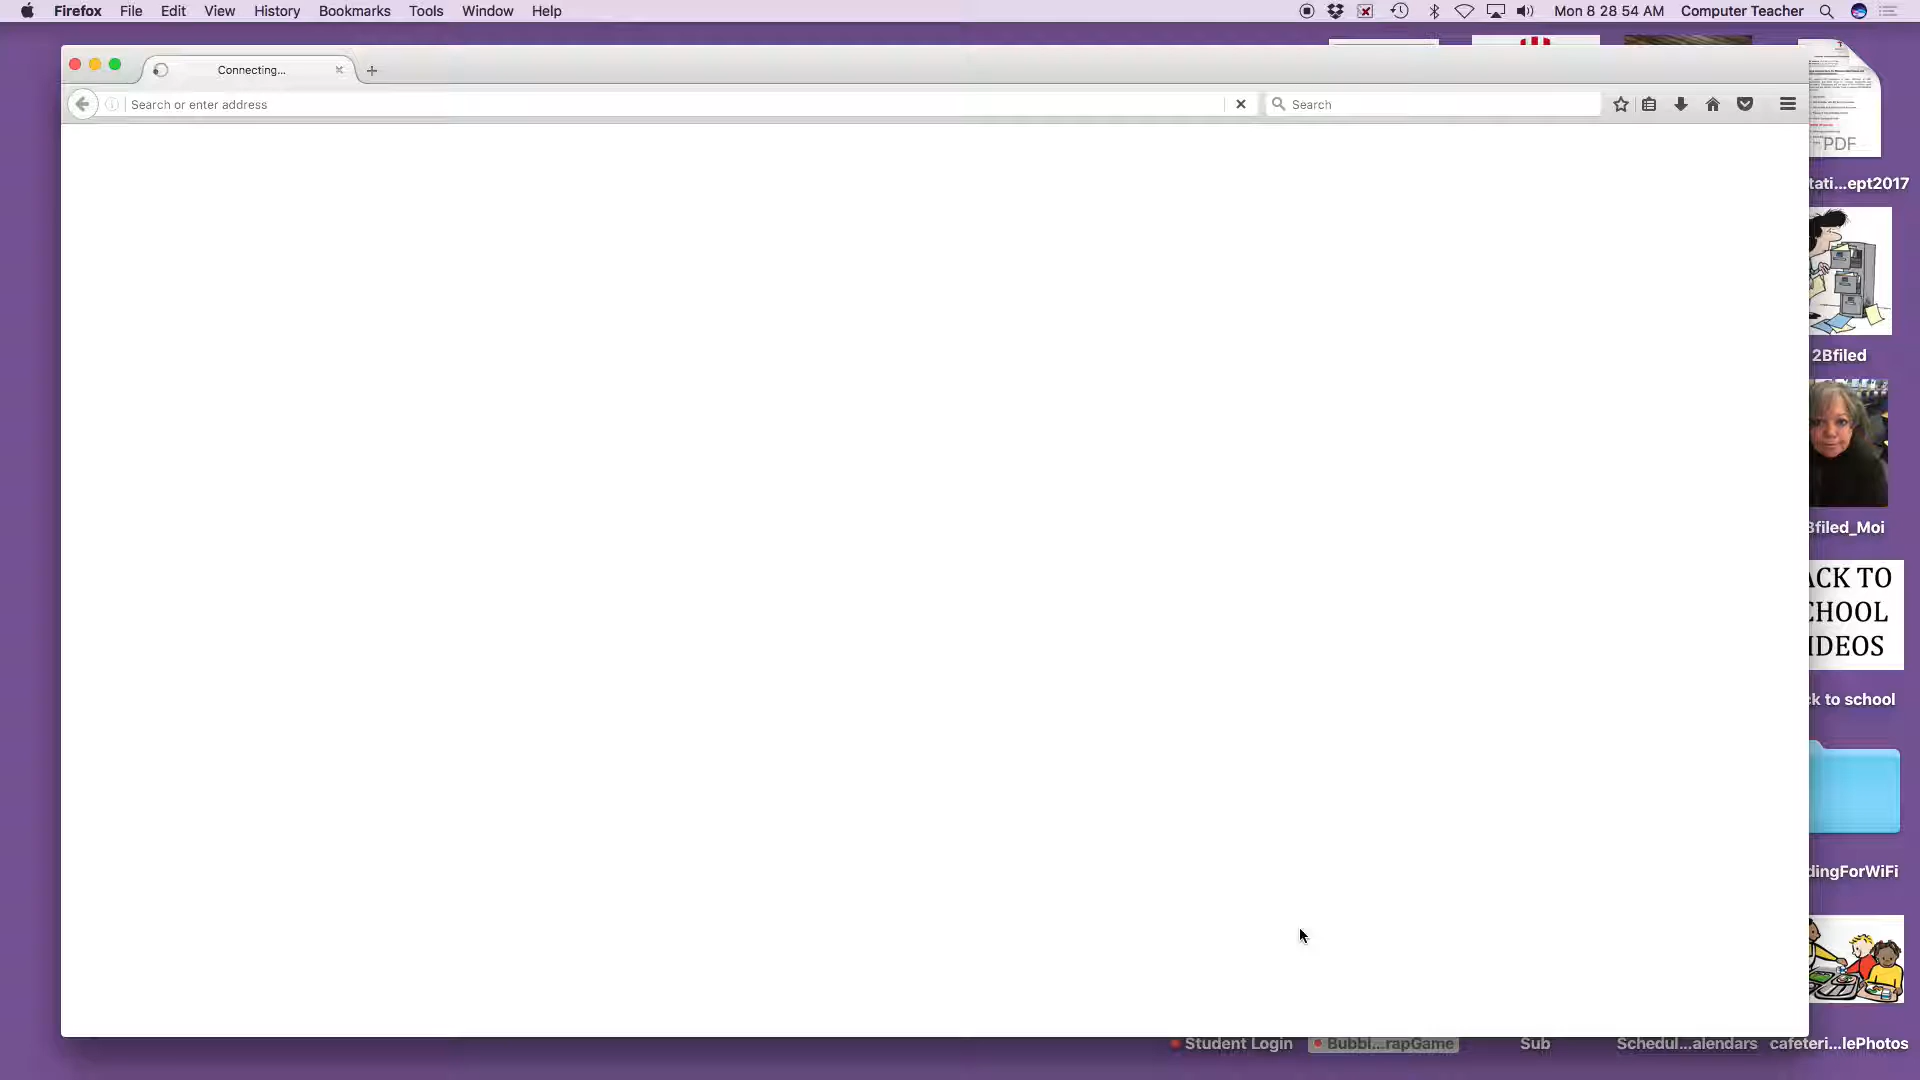 Firefox File Edit View History Bookmarks Tools Window Help Mon 8 28 54 AM Computer Teacher
Connecting...
Search or enter address
Search
PDF
tati...ept2017
2Bfiled
Bfiled_Moi
ACK TO
CHOOL
IDEOS
ck to school
dingForWiFi
Student Login Bubbl...rapGame Sub Schedul...alendars cafeteri...lePhotos